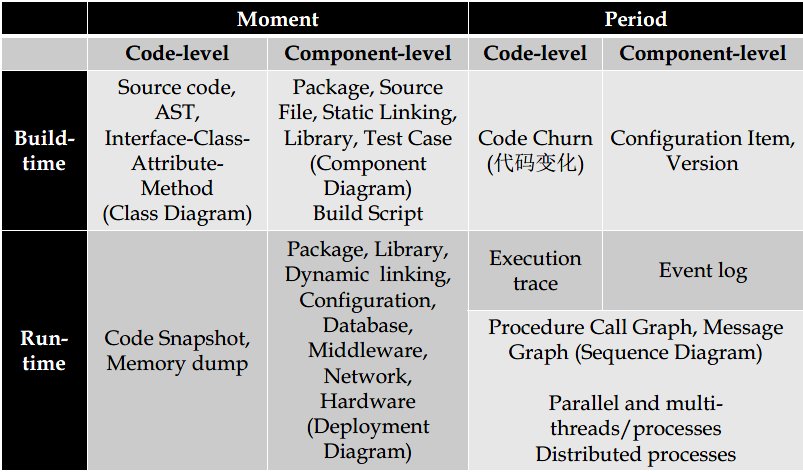 Moment
Period
Code-level
Component-level
Code-level
Component-level
Build-
time
Source code,
AST,
Interface-Class-
Attribute-
Method
(Class Diagram)
Package, Source
File, Static Linking,
Library, Test Case
(Component
Diagram)
Build Script
Code Churn
(代码变化)
Configuration Item,
Version
Run-
time
Code Snapshot,
Memory dump
Package, Library,
Dynamic linking,
Configuration,
Database,
Middleware,
Network,
Hardware
(Deployment
Diagram)
Execution
trace
Event log
Procedure Call Graph, Message
Graph (Sequence Diagram)
Parallel and multi-
threads/processes
Distributed processes